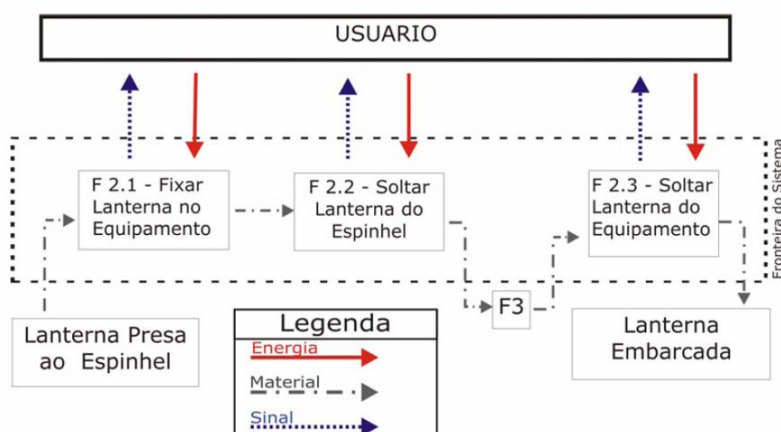 USUARIO
F 2.1 - Fixar
Lanterna no
Equipamento
F 2.2 - Soltar
Lanterna do
Espinhel
F 2.3 - Soltar
Lanterna do
Equipamento
Fronteira do Sistema
Lanterna Presa
ao Espinhel
F3
Lanterna
Embarcada
Legenda
Energia
Material
Sinal